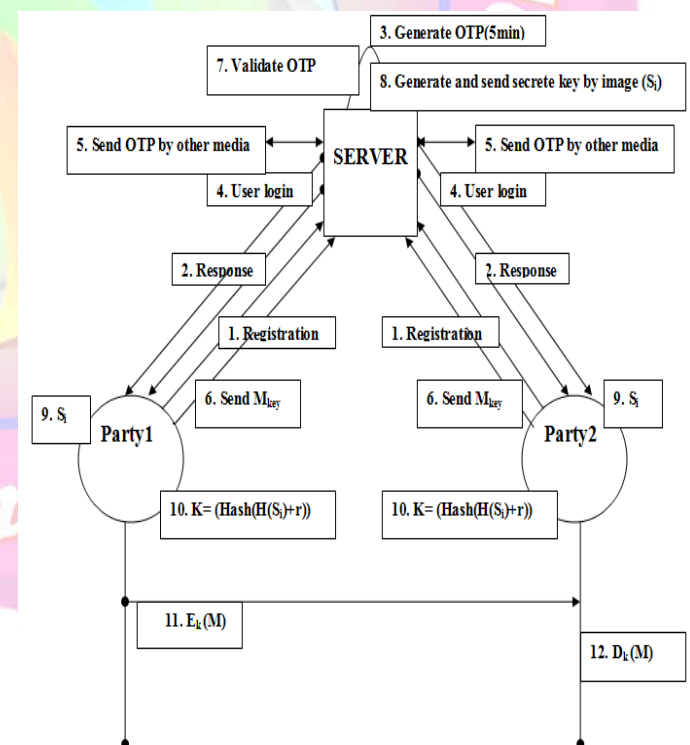 3. Generate OTP(5min)
7. Validate OTP
8. Generate and send secrete key by image (Sᵢ)
5. Send OTP by other media
SERVER
5. Send OTP by other media
4. User login
4. User login
2. Response
2. Response
1. Registration
1. Registration
6. Send Mkey
6. Send Mkey
9. Sᵢ
9. Sᵢ
Party1
Party2
10. K= (Hash(H(Sᵢ)+r))
10. K= (Hash(H(Sᵢ)+r))
11. Eₖ(M)
12. Dₖ(M)